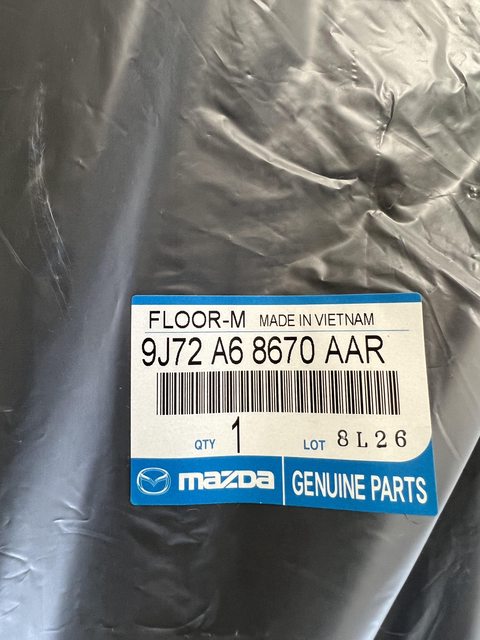 FLOOR-M MADE IN VIETNAM
9J72 A6 8670 AAR
QTY 1 LOT 8L26
mazda GENUINE PARTS